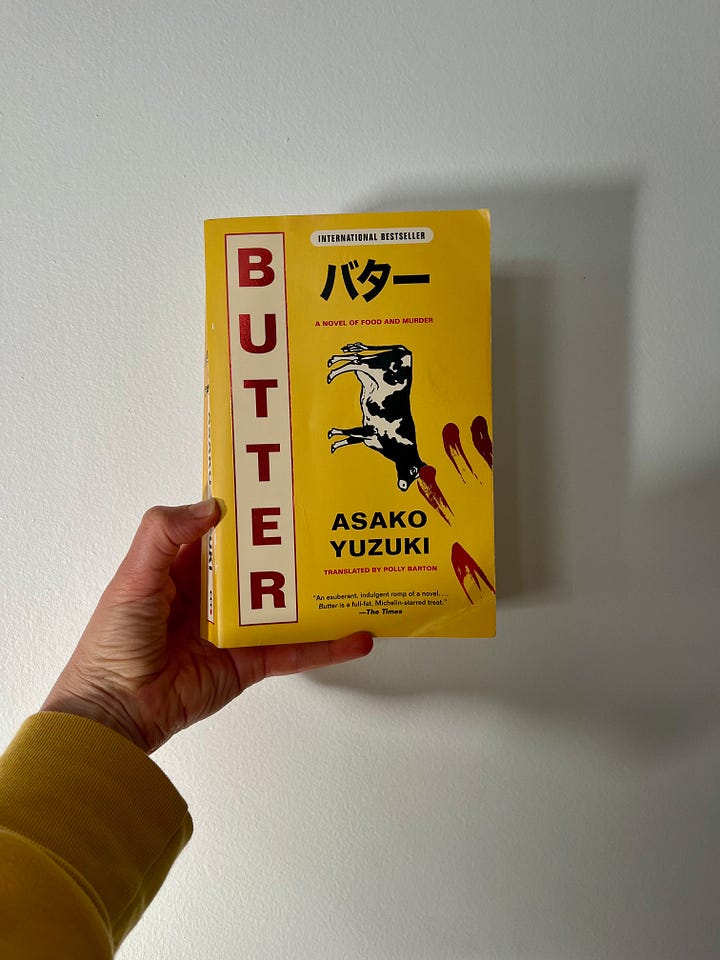 BUTTER
INTERNATIONAL BESTSELLER
バター
A NOVEL OF FOOD AND MURDER
ASAKO
YUZUKI
TRANSLATED BY POLLY BARTON
"An exuberant, indulgent romp of a novel....
Butter is a full-fat, Michelin-starred treat."
—The Times